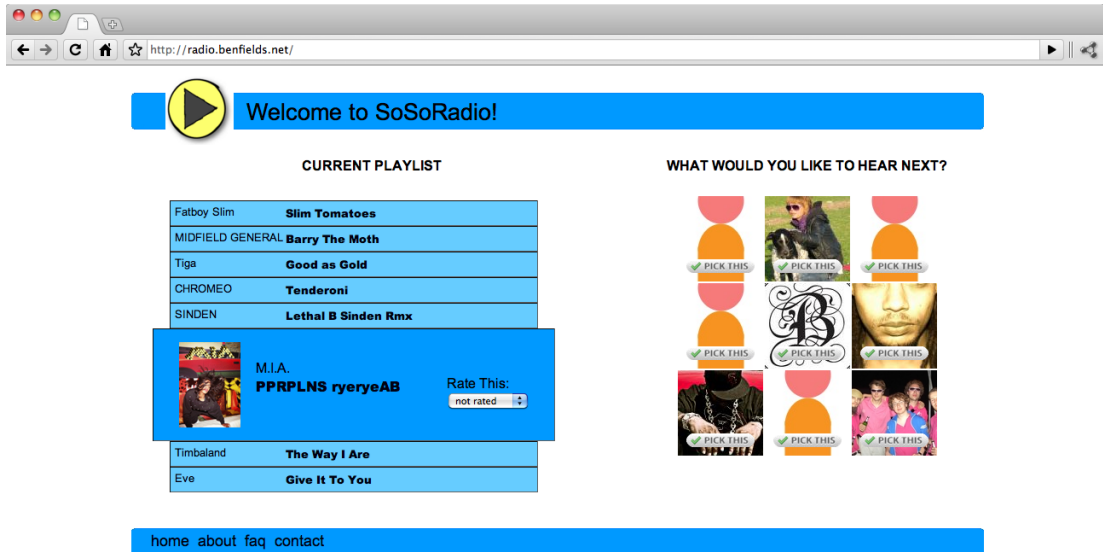 http://radio.benfields.net/
Welcome to SoSoRadio!
CURRENT PLAYLIST
Fatboy Slim Slim Tomatoes
MIDFIELD GENERAL Barry The Moth
Tiga Good as Gold
CHROMEO Tenderoni
SINDEN Lethal B Sinden Rmx
M.I.A.
PPRPLNS ryeryeAB
Rate This:
not rated
Timbaland The Way I Are
Eve Give It To You
WHAT WOULD YOU LIKE TO HEAR NEXT?
PICK THIS PICK THIS PICK THIS
B
PICK THIS PICK THIS PICK THIS
PICK THIS PICK THIS PICK THIS
home about faq contact